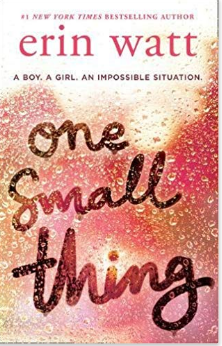 #1 NEW YORK TIMES BESTSELLING AUTHOR
erin watt
A BOY. A GIRL. AN IMPOSSIBLE SITUATION.
one
small
thing